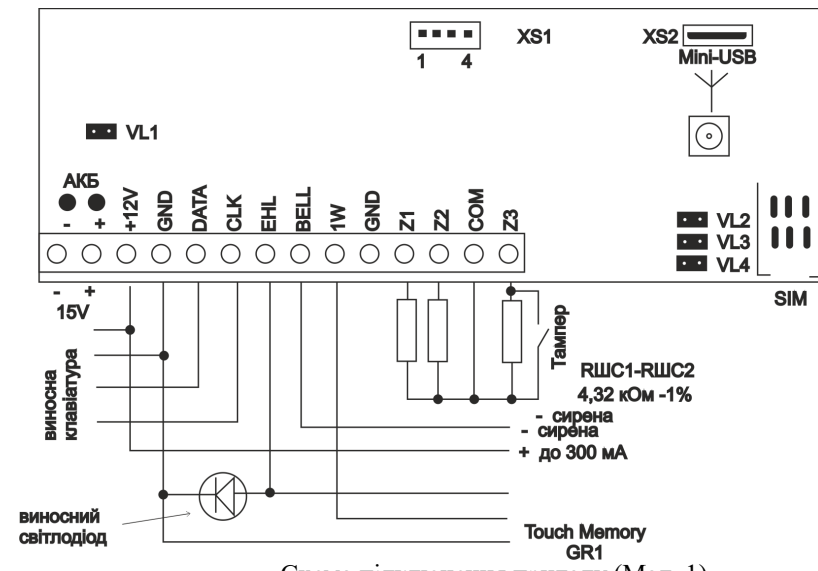 XS1
1 4
XS2
Mini-USB
VL1
АКБ
- +
+12V
GND
DATA
CLK
EHL
BELL
1W
GND
Z1
Z2
COM
Z3
VL2
VL3
VL4
SIM
- +
15V
виносна
клавіатура
Тампер
RШС1-RШС2
4,32 кОм -1%
- сирена
- сирена
+ до 300 мА
виносний
світлодіод
Touch Memory
GR1